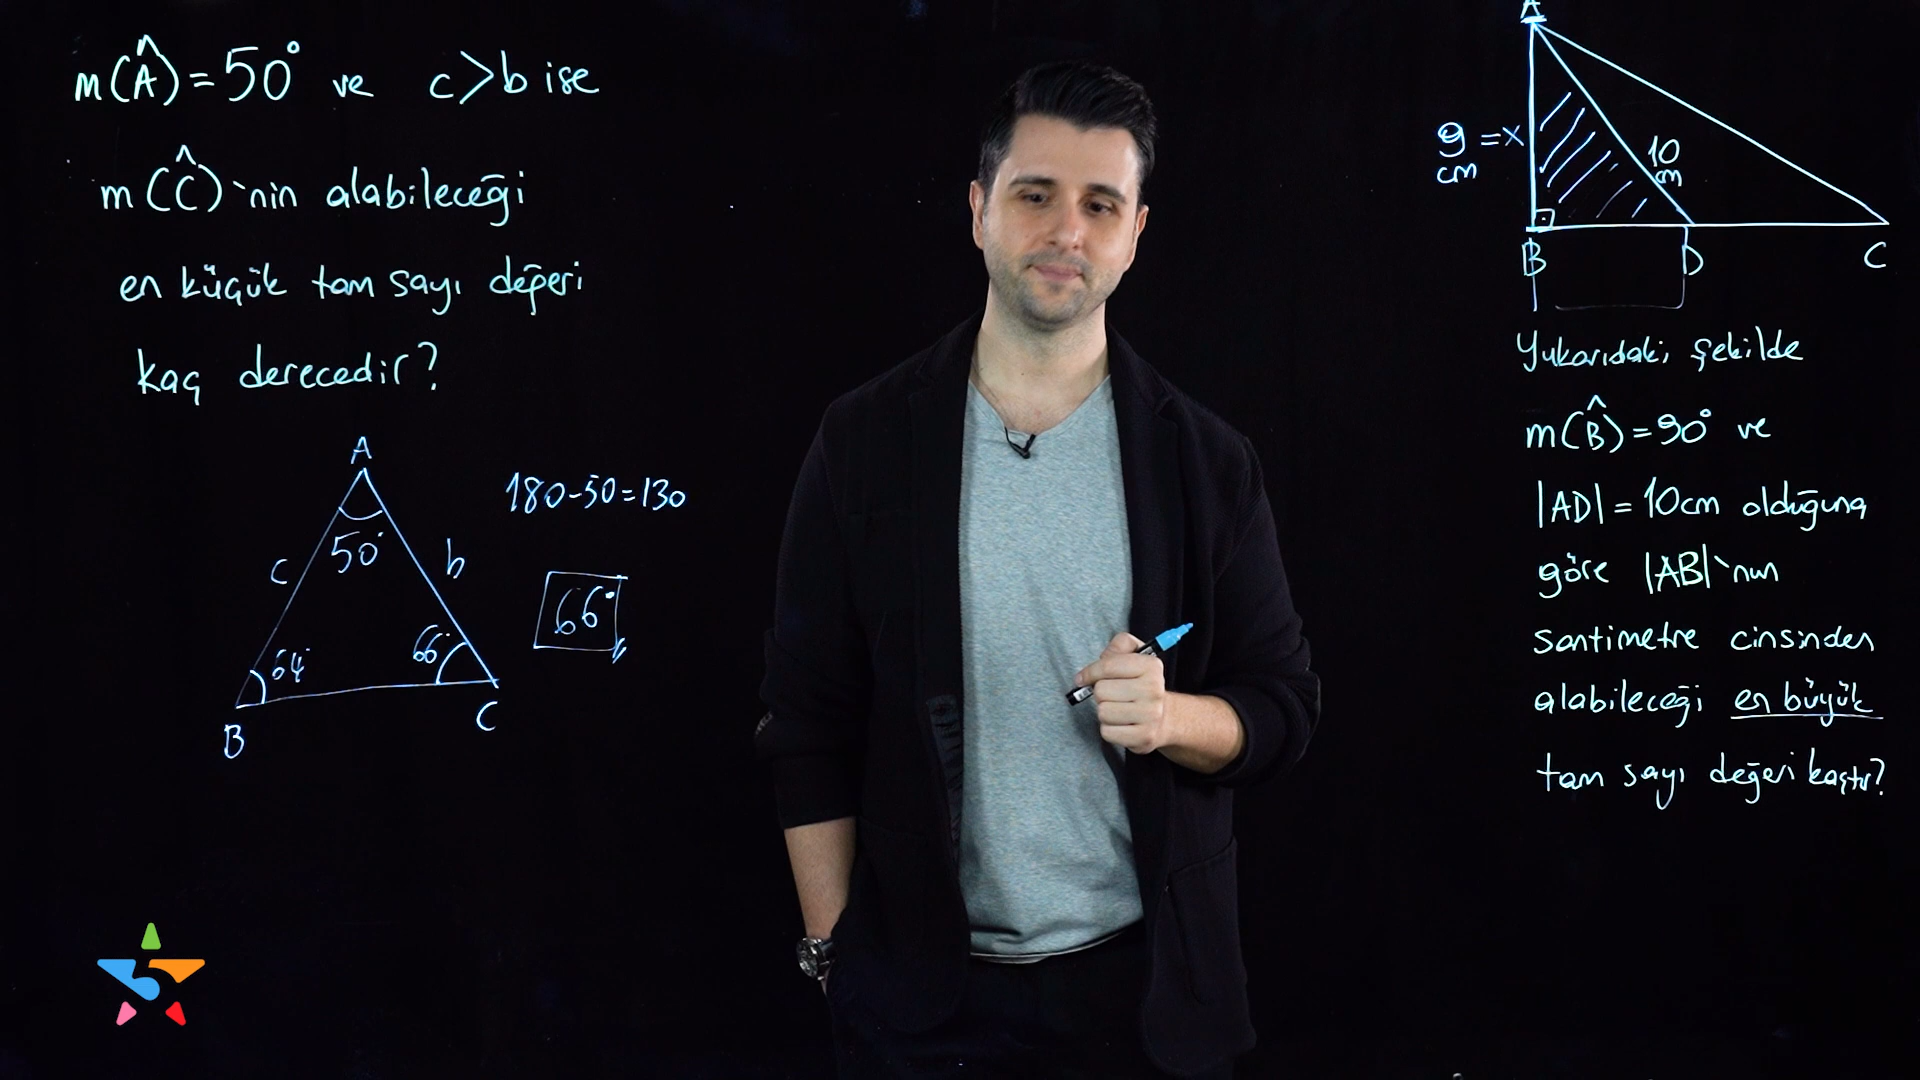 m(Â)=50° ve c>b ise
m(Ĉ)'nin alabileceği
en küçük tam sayı değeri
kaç derecedir?
A
50°
c
b
64°
66°
B
C
180-50=130
66°
A
9 cm = x
10 cm
B
D
C
Yukarıdaki şekilde
m(B̂)=90° ve
|AD|=10cm olduğuna
göre |AB|'nun
santimetre cinsinden
alabileceği en büyük
tam sayı değeri kaçtır?
5